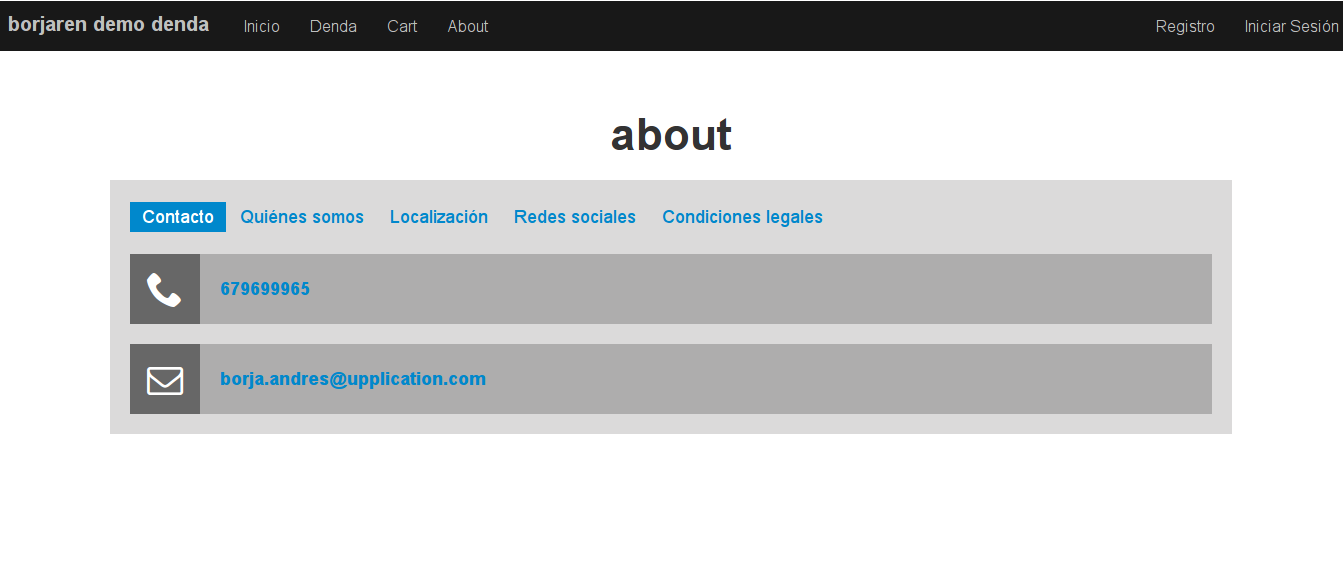 borjaren demo denda Inicio Denda Cart About Registro Iniciar Sesión
about
Contacto Quiénes somos Localización Redes sociales Condiciones legales
679699965
borja.andres@upplication.com